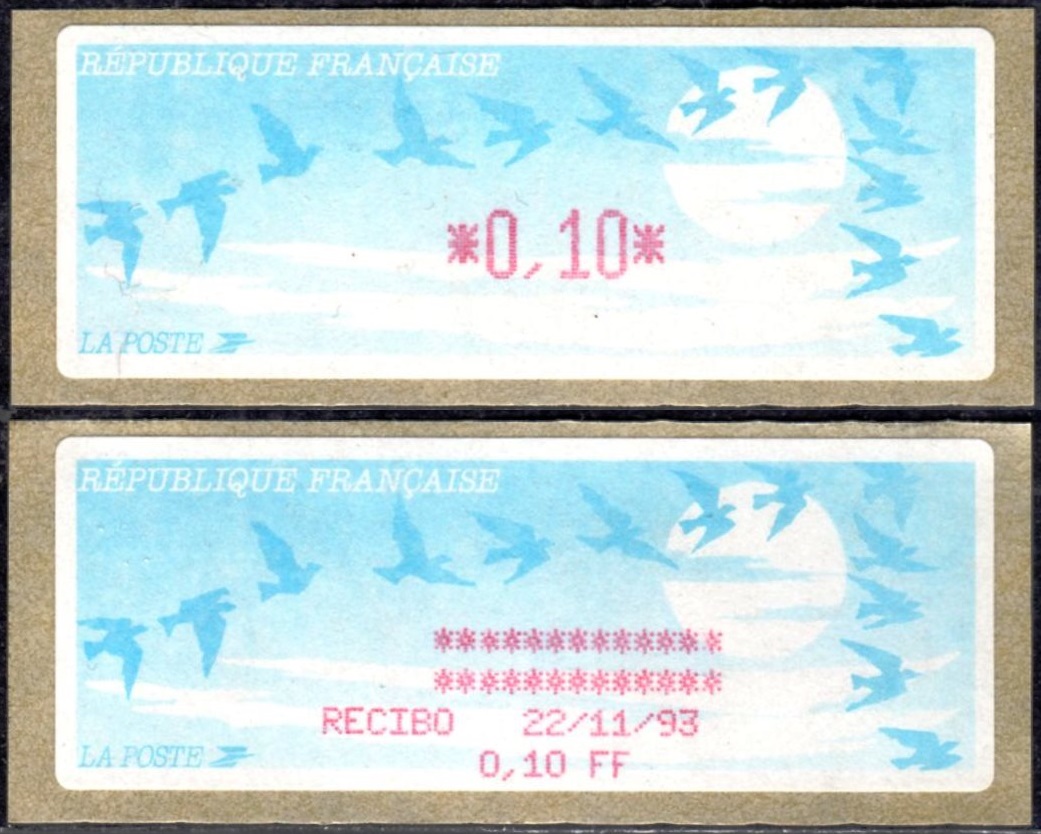 RÉPUBLIQUE FRANÇAISE
*0,10*
LA POSTE
RÉPUBLIQUE FRANÇAISE
*************
*************
RECIBO 22/11/93
0,10 FF
LA POSTE